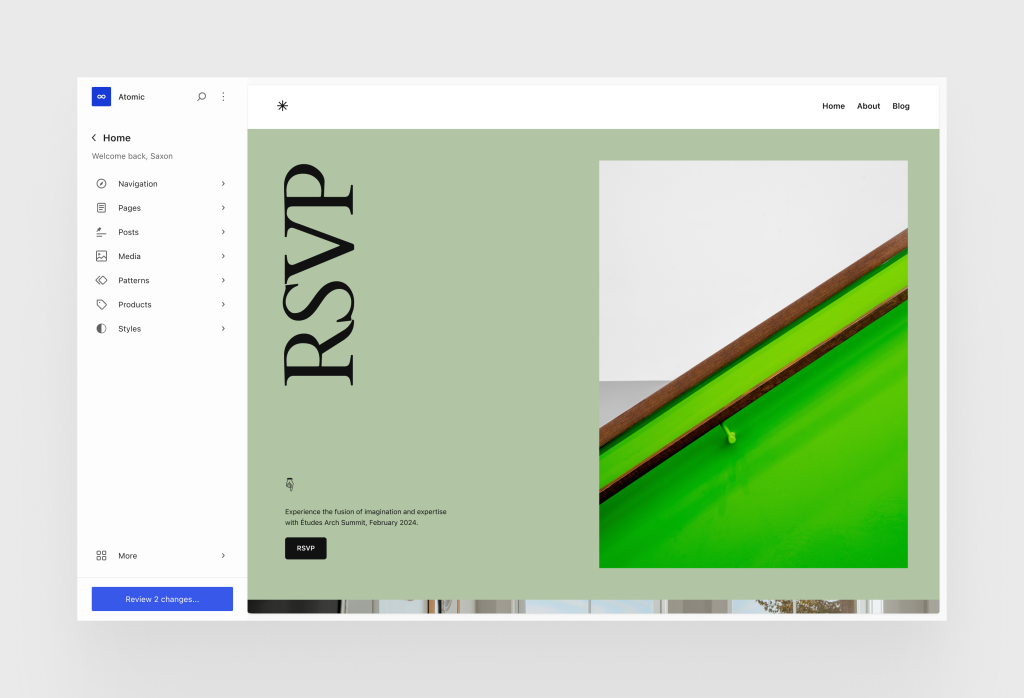 Atomic
Home
Welcome back, Saxon
Navigation
Pages
Posts
Media
Patterns
Products
Styles
More
Review 2 changes...
Home About Blog
RSVP
Experience the fusion of imagination and expertise
with Études Arch Summit, February 2024.
RSVP